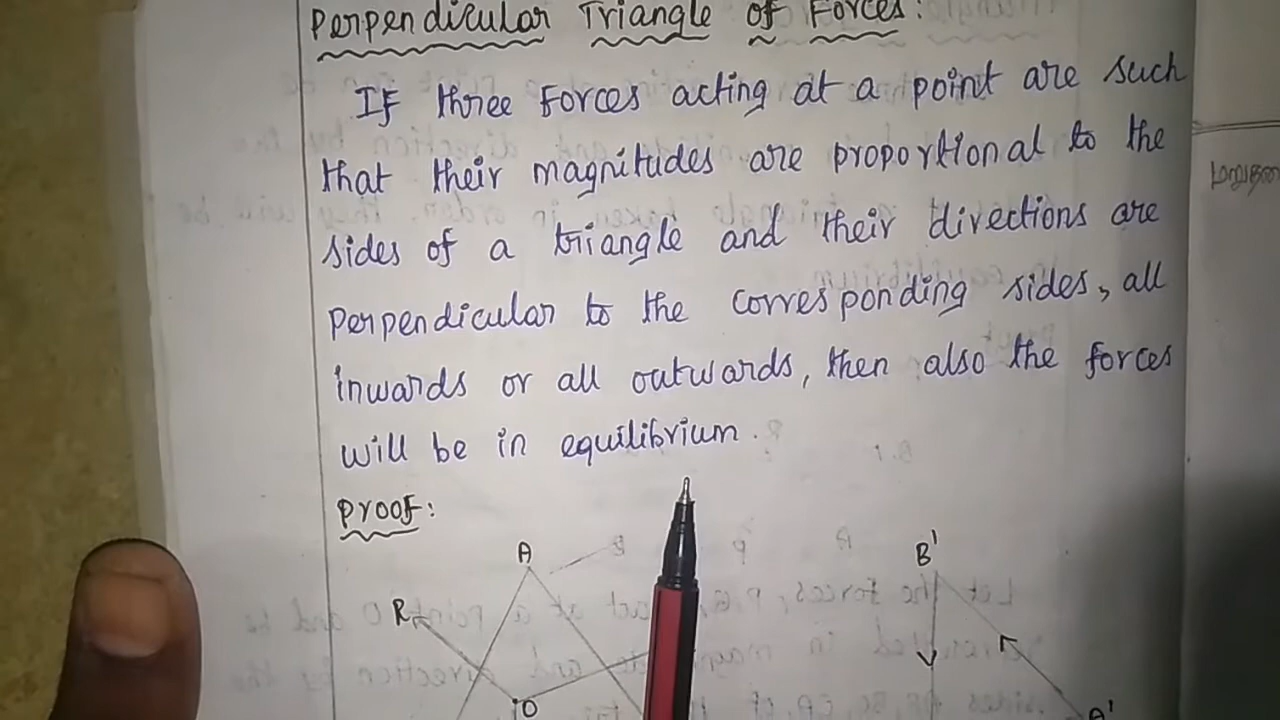 Perpendicular Triangle of Forces:
If three Forces acting at a point are such
that their magnitudes are proportional to the
sides of a triangle and their directions are
perpendicular to the corresponding sides, all
inwards or all outwards, then also the forces
will be in equilibrium.
Proof:
A
B'
R
O
A'